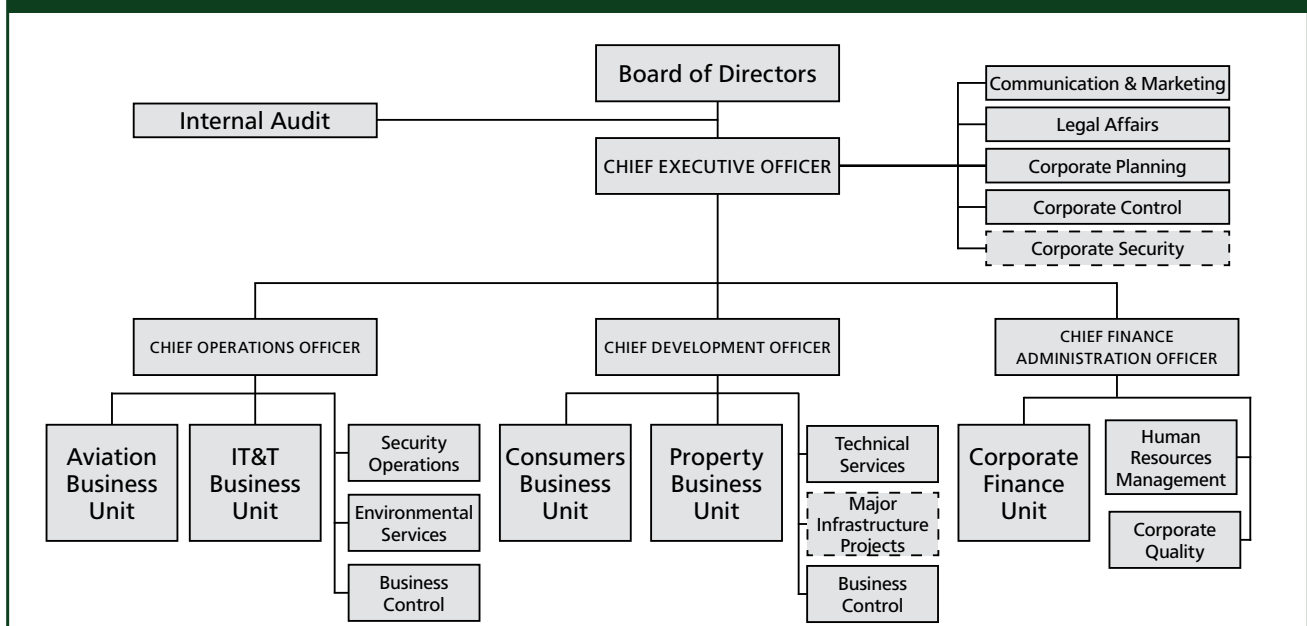 Board of Directors
Internal Audit
CHIEF EXECUTIVE OFFICER
Communication & Marketing
Legal Affairs
Corporate Planning
Corporate Control
Corporate Security
CHIEF OPERATIONS OFFICER
CHIEF DEVELOPMENT OFFICER
CHIEF FINANCE
ADMINISTRATION OFFICER
Aviation
Business
Unit
IT&T
Business
Unit
Security
Operations
Environmental
Services
Business
Control
Consumers
Business
Unit
Property
Business
Unit
Technical
Services
Major
Infrastructure
Projects
Business
Control
Corporate
Finance
Unit
Human
Resources
Management
Corporate
Quality